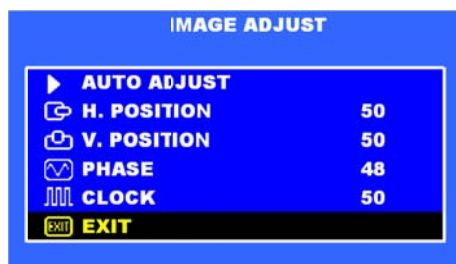 IMAGE ADJUST
AUTO ADJUST
H. POSITION 50
V. POSITION 50
PHASE 48
CLOCK 50
EXIT EXIT